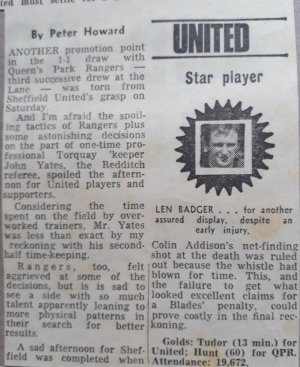 must settle for a
By Peter Howard
ANOTHER promotion point
in the 1-1 draw with
Queen's Park Rangers —
third successive drew at the
Lane — was torn from
Sheffield United's grasp on
Saturday.
And I'm afraid the spoil-
ing tactics of Rangers plus
some astonishing decisions
on the part of one-time pro-
fessional Torquay 'keeper
John Yates, the Redditch
referee, spoiled the after-
noon for United players and
supporters.
Considering the time
spent on the field by over-
worked trainers, Mr. Yates
was less than exact by my
reckoning with his second-
half time-keeping.
Rangers, too, felt
aggrieved at some of the
decisions, but is is sad to
see a side with so much
talent apparently leaning to
more physical patterns in
their search for better
results.
A sad afternoon for Shef-
field was completed when
UNITED
Star player
LEN BADGER . . . for another
assured display, despite an
early injury.
Colin Addison's net-finding
shot at the death was ruled
out because the whistle had
blown for time. This, and
the failure to get what
looked excellent claims for
a Blades' penalty, could
prove costly in the final rec-
koning.
Golds: Tudor (13 min.) for
United; Hunt (60) for QPR.
Attendance: 19,672.